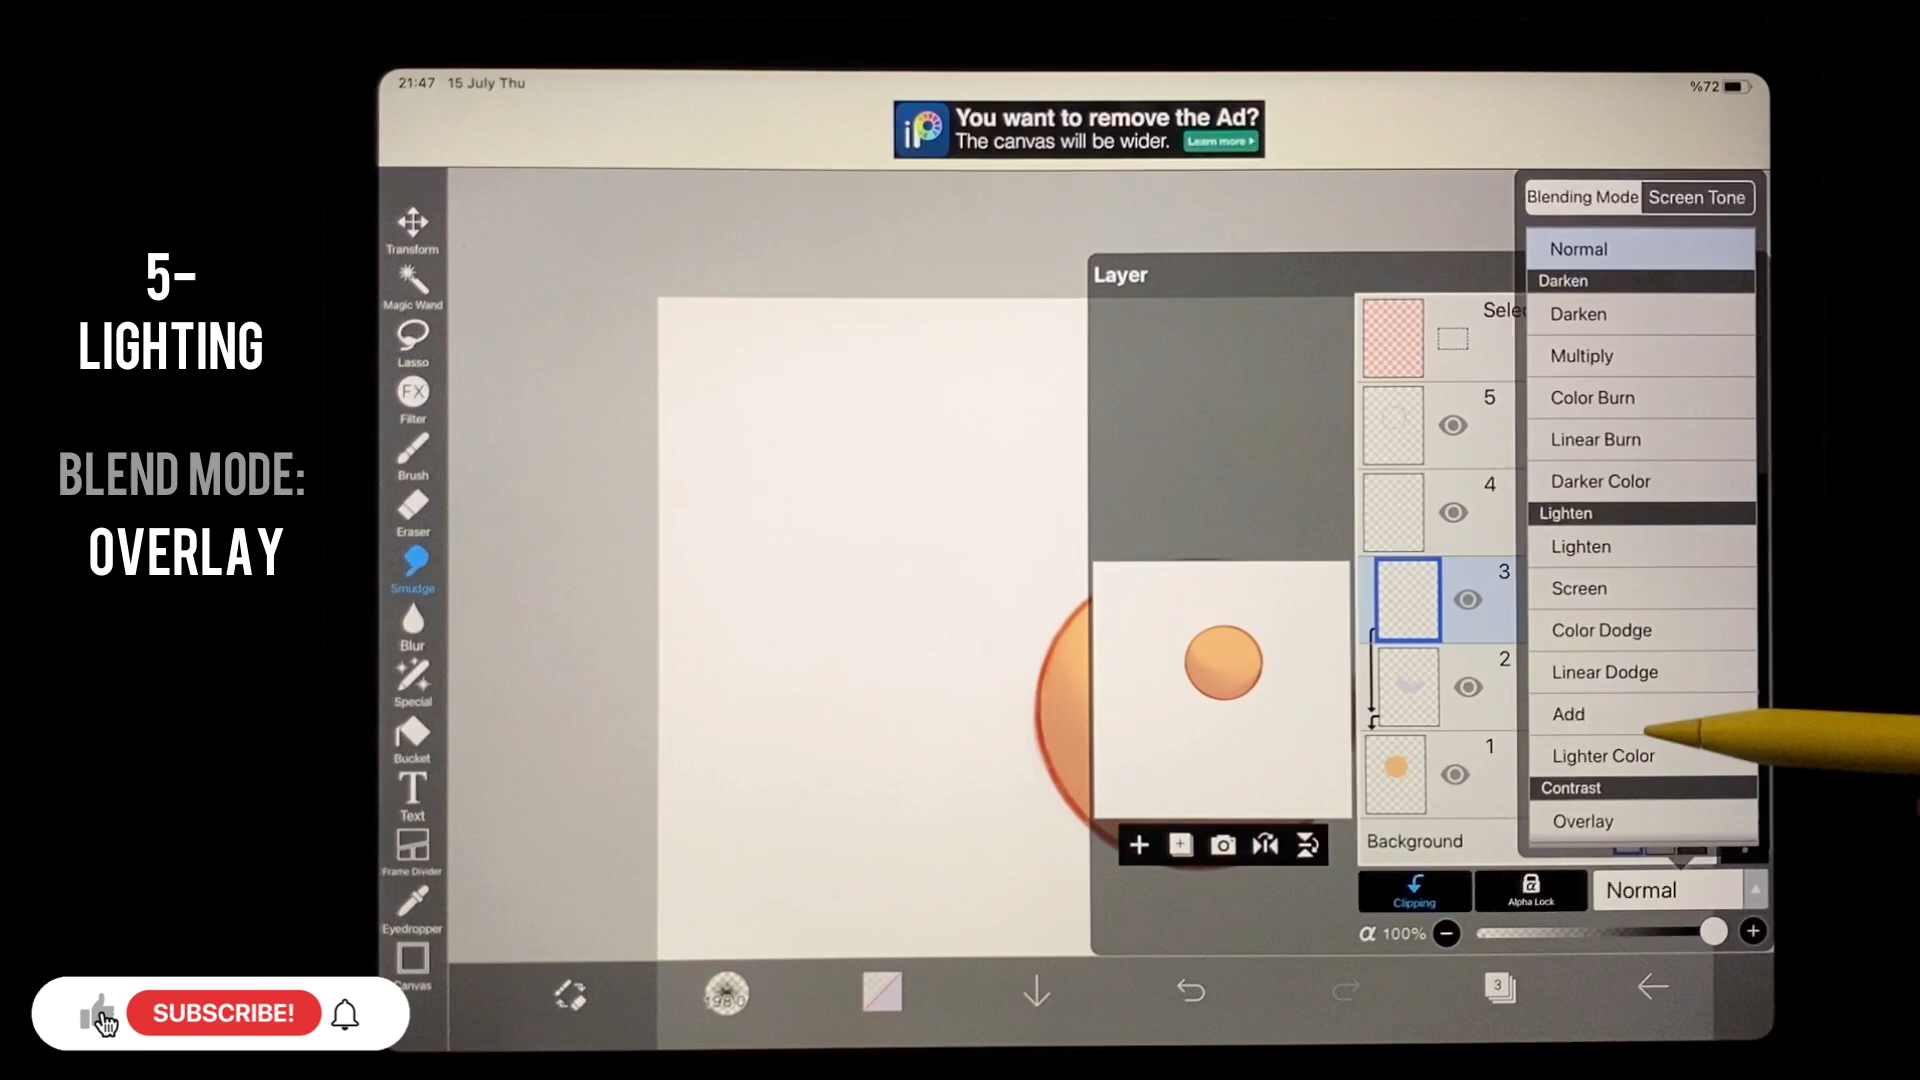 21:47 15 July Thu
%72
iP
You want to remove the Ad?
The canvas will be wider.
Learn more
5-
LIGHTING
BLEND MODE:
OVERLAY
Transform
Magic Wand
Lasso
FX
Filter
Brush
Eraser
Smudge
Blur
Special
Bucket
T
Text
Frame Divider
Eyedropper
Canvas
Layer
5
4
3
2
1
Background
Clipping
α
Alpha Lock
Normal
α 100%
Blending Mode
Screen Tone
Normal
Darken
Darken
Multiply
Color Burn
Linear Burn
Darker Color
Lighten
Lighten
Screen
Color Dodge
Linear Dodge
Add
Lighter Color
Contrast
Overlay
3
SUBSCRIBE!